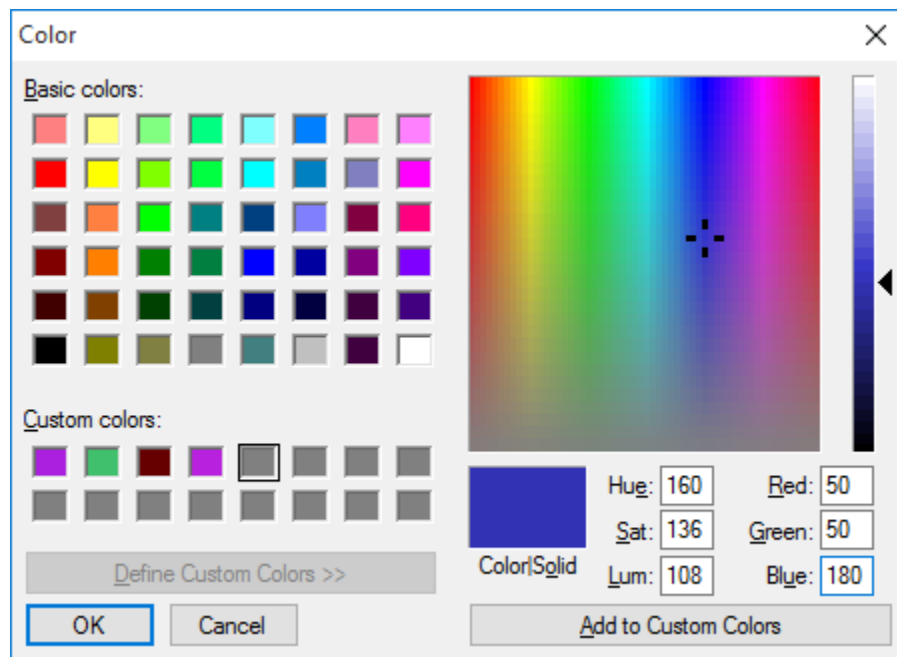 Color
Basic colors:
Custom colors:
Define Custom Colors >>
OK
Cancel
Color|Solid
Hue: 160
Sat: 136
Lum: 108
Red: 50
Green: 50
Blue: 180
Add to Custom Colors